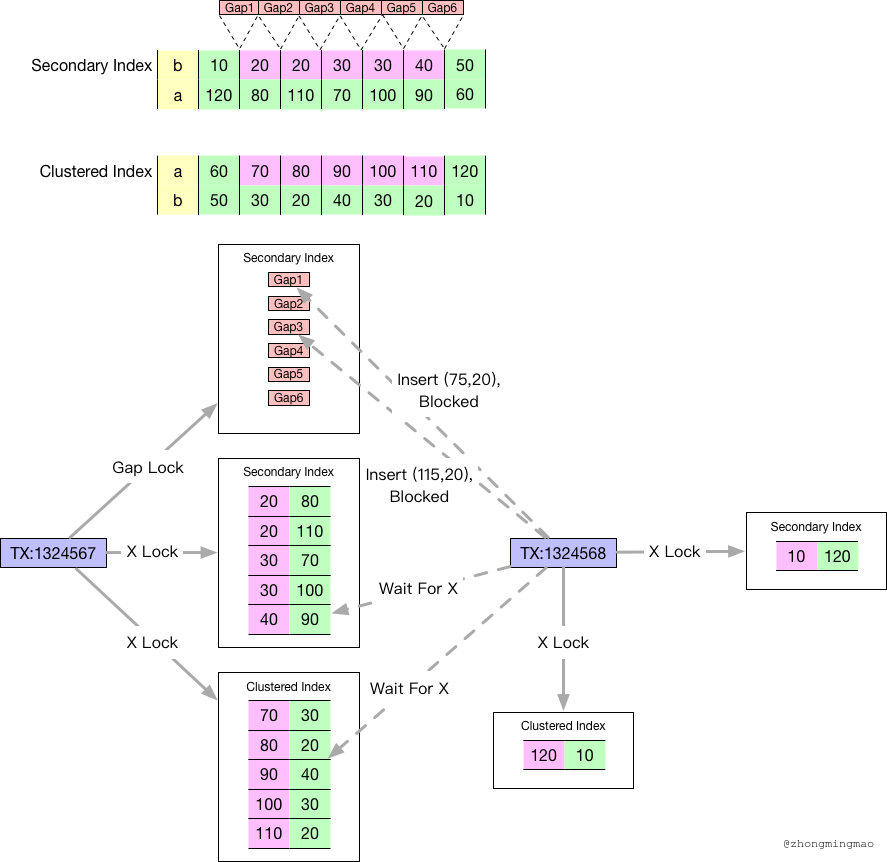 Gap1 Gap2 Gap3 Gap4 Gap5 Gap6
Secondary Index b 10 20 20 30 30 40 50
a 120 80 110 70 100 90 60
Clustered Index a 60 70 80 90 100 110 120
b 50 30 20 40 30 20 10
Secondary Index
Gap1
Gap2
Gap3
Gap4
Gap5
Gap6
Insert (75,20),
Blocked
Insert (115,20),
Blocked
Gap Lock
Secondary Index
20 80
20 110
30 70
30 100
40 90
TX:1324567
X Lock
X Lock
TX:1324568
Wait For X
Wait For X
X Lock
Secondary Index
10 120
X Lock
Clustered Index
70 30
80 20
90 40
100 30
110 20
Clustered Index
120 10
@zhongmingmao